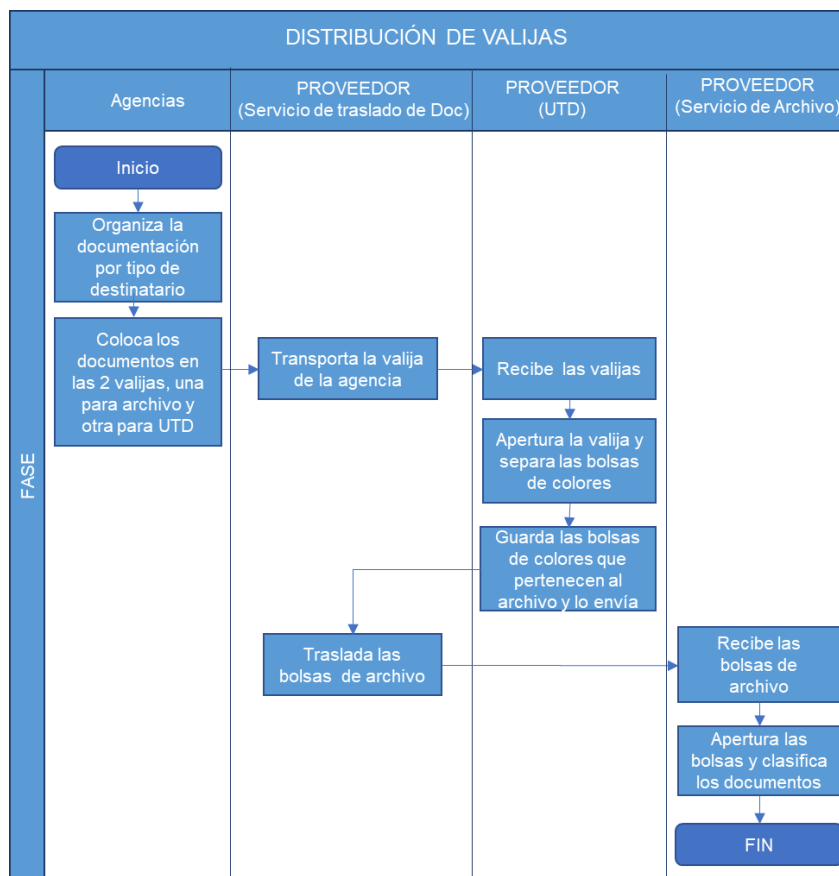 DISTRIBUCIÓN DE VALIJAS
Agencias
PROVEEDOR
(Servicio de traslado de Doc)
PROVEEDOR
(UTD)
PROVEEDOR
(Servicio de Archivo)
FASE
Inicio
Organiza la
documentación
por tipo de
destinatario
Coloca los
documentos en
las 2 valijas, una
para archivo y
otra para UTD
Transporta la valija
de la agencia
Recibe las valijas
Apertura la valija y
separa las bolsas
de colores
Guarda las bolsas
de colores que
pertenecen al
archivo y lo envía
Traslada las
bolsas de archivo
Recibe las
bolsas de
archivo
Apertura las
bolsas y clasifica
los documentos
FIN